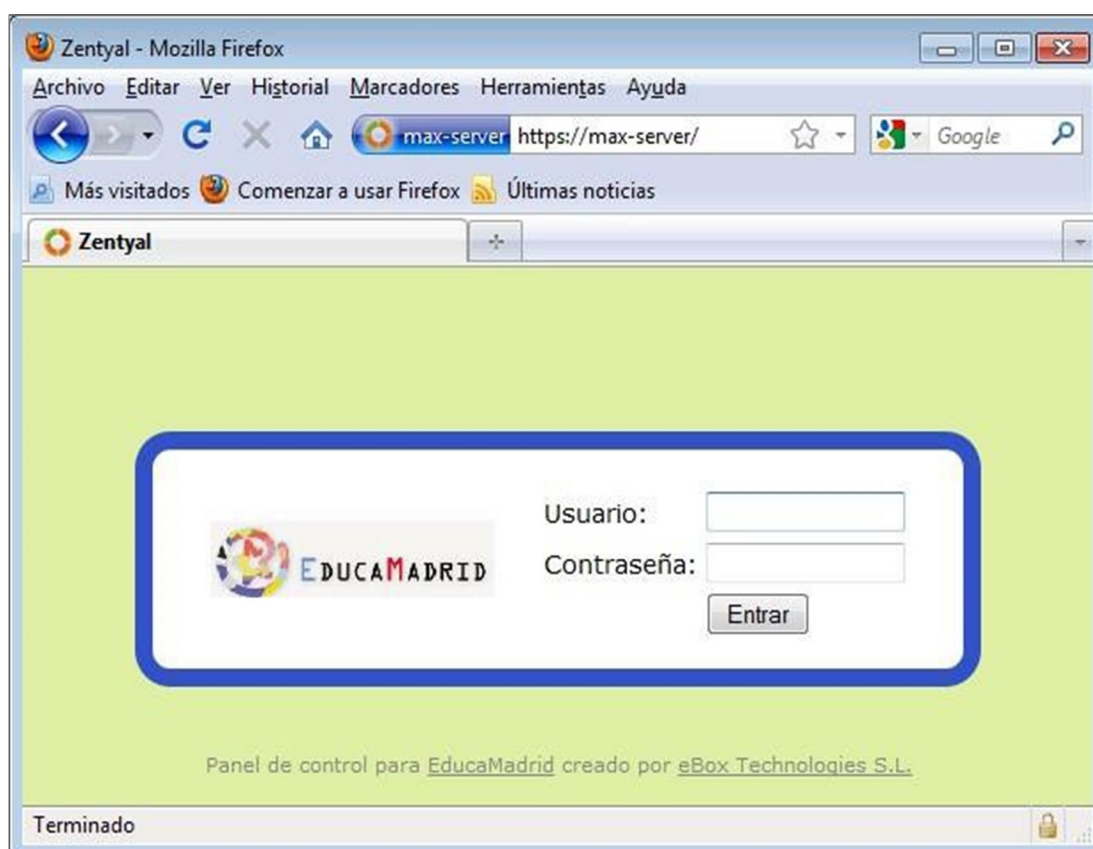 Zentyal - Mozilla Firefox
Archivo Editar Ver Historial Marcadores Herramientas Ayuda
max-server https://max-server/ Google
Más visitados Comenzar a usar Firefox Últimas noticias
Zentyal
EDUCAMADRID
Usuario:
Contraseña:
Entrar
Panel de control para EducaMadrid creado por eBox Technologies S.L.
Terminado